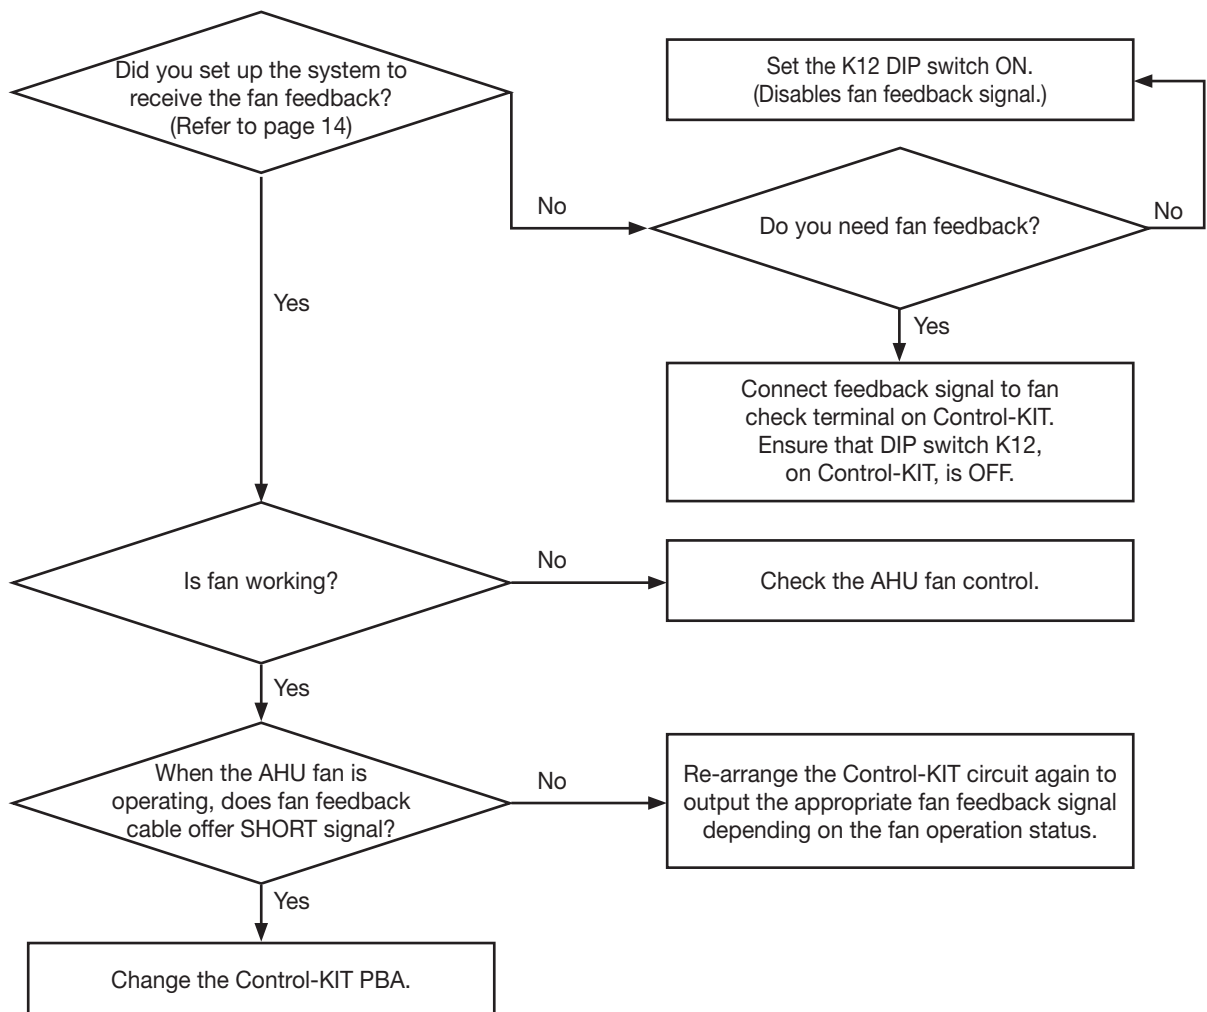 Did you set up the system to
receive the fan feedback?
(Refer to page 14)
Set the K12 DIP switch ON.
(Disables fan feedback signal.)
No
Do you need fan feedback?
No
Yes
Yes
Connect feedback signal to fan
check terminal on Control-KIT.
Ensure that DIP switch K12,
on Control-KIT, is OFF.
Is fan working?
No
Check the AHU fan control.
Yes
When the AHU fan is
operating, does fan feedback
cable offer SHORT signal?
No
Re-arrange the Control-KIT circuit again to
output the appropriate fan feedback signal
depending on the fan operation status.
Yes
Change the Control-KIT PBA.